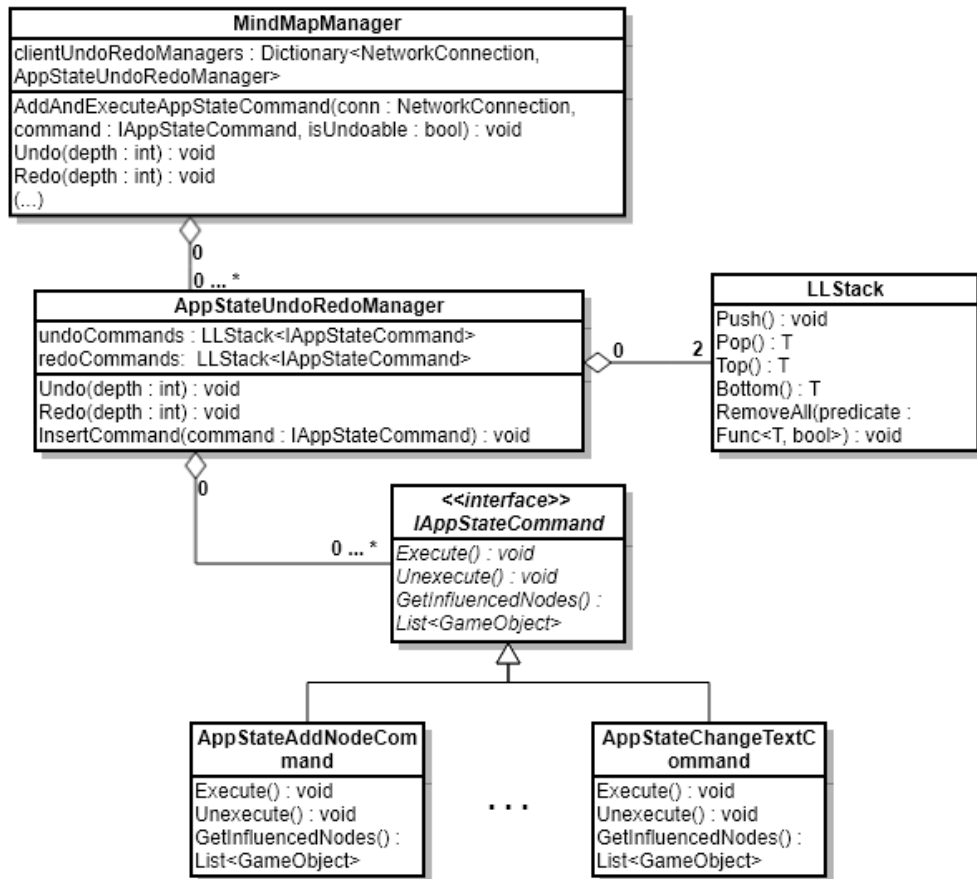 MindMapManager
clientUndoRedoManagers : Dictionary<NetworkConnection,
AppStateUndoRedoManager>
AddAndExecuteAppStateCommand(conn : NetworkConnection,
command : IAppStateCommand, isUndoable : bool) : void
Undo(depth : int) : void
Redo(depth : int) : void
(...)
0
0 ... *
AppStateUndoRedoManager
undoCommands : LLStack<IAppStateCommand>
redoCommands: LLStack<IAppStateCommand>
Undo(depth : int) : void
Redo(depth : int) : void
InsertCommand(command : IAppStateCommand) : void
0
2
LLStack
Push() : void
Pop() : T
Top() : T
Bottom() : T
RemoveAll(predicate :
Func<T, bool>) : void
0
0 ... *
<<interface>>
IAppStateCommand
Execute() : void
Unexecute() : void
GetInfluencedNodes() :
List<GameObject>
AppStateAddNodeCom
mand
Execute() : void
Unexecute() : void
GetInfluencedNodes() :
List<GameObject>
...
AppStateChangeTextC
ommand
Execute() : void
Unexecute() : void
GetInfluencedNodes() :
List<GameObject>